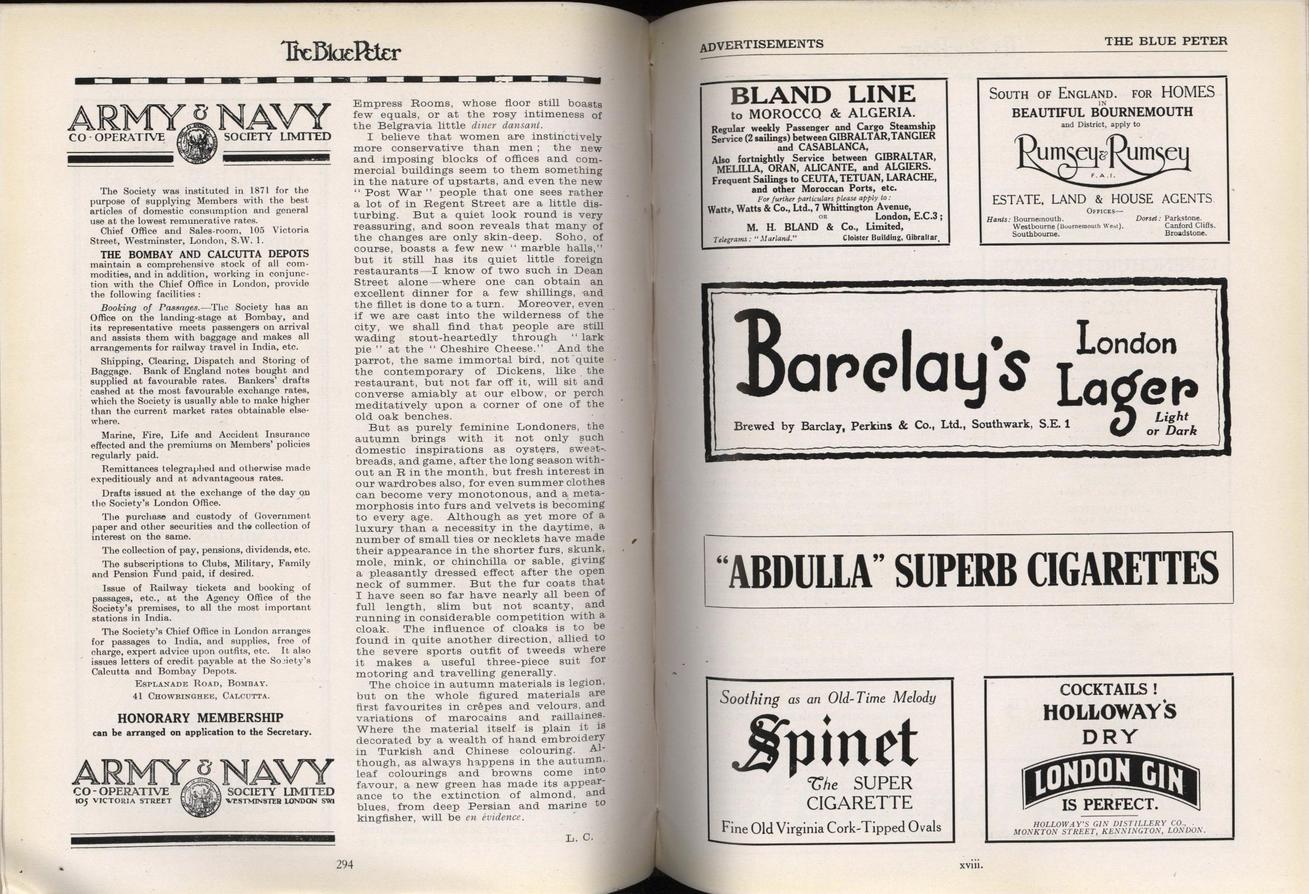 The Blue Peter
ARMY & NAVY
CO-OPERATIVE SOCIETY LIMITED
The Society was instituted in 1871 for the
purpose of supplying Members with the best
articles of domestic consumption and general
use at the lowest remunerative rates.
Chief Office and Sales-room, 105 Victoria
Street, Westminster, London, S.W. 1.
THE BOMBAY AND CALCUTTA DEPOTS
maintain a comprehensive stock of all com-
modities, and in addition, working in conjunc-
tion with the Chief Office in London, provide
the following facilities :
Booking of Passages.—The Society has an
Office on the landing-stage at Bombay, and
its representative meets passengers on arrival
and assists them with baggage and makes all
arrangements for railway travel in India, etc.
Shipping, Clearing, Dispatch and Storing of
Baggage. Bank of England notes bought and
supplied at favourable rates. Bankers' drafts
cashed at the most favourable exchange rates,
which the Society is usually able to make higher
than the current market rates obtainable else-
where.
Marine, Fire, Life and Accident Insurance
effected and the premiums on Members' policies
regularly paid.
Remittances telegraphed and otherwise made
expeditiously and at advantageous rates.
Drafts issued at the exchange of the day on
the Society's London Office.
The purchase and custody of Government
paper and other securities and the collection of
interest on the same.
The collection of pay, pensions, dividends, etc.
The subscriptions to Clubs, Military, Family
and Pension Fund paid, if desired.
Issue of Railway tickets and booking of
passages, etc., at the Agency Office of the
Society's premises, to all the most important
stations in India.
The Society's Chief Office in London arranges
for passages to India, and supplies, free of
charge, expert advice upon outfits, etc. It also
issues letters of credit payable at the Society's
Calcutta and Bombay Depots.
ESPLANADE ROAD, BOMBAY.
41 CHOWRINGHEE, CALCUTTA.
HONORARY MEMBERSHIP
can be arranged on application to the Secretary.
ARMY & NAVY
CO-OPERATIVE SOCIETY LIMITED
105 VICTORIA STREET WESTMINSTER LONDON SW1
Empress Rooms, whose floor still boasts
few equals, or at the rosy intimeness of
the Belgravia little diner dansant.
I believe that women are instinctively
more conservative than men ; the new
and imposing blocks of offices and com-
mercial buildings seem to them something
in the nature of upstarts, and even the new
“ Post War ” people that one sees rather
a lot of in Regent Street are a little dis-
turbing. But a quiet look round is very
reassuring, and soon reveals that many of
the changes are only skin-deep. Soho, of
course, boasts a few new “ marble halls,”
but it still has its quiet little foreign
restaurants—I know of two such in Dean
Street alone—where one can obtain an
excellent dinner for a few shillings, and
the fillet is done to a turn. Moreover, even
if we are cast into the wilderness of the
city, we shall find that people are still
wading stout-heartedly through “ lark
pie ” at the “ Cheshire Cheese.” And the
parrot, the same immortal bird, not quite
the contemporary of Dickens, like the
restaurant, but not far off it, will sit and
converse amiably at our elbow, or perch
meditatively upon a corner of one of the
old oak benches.
But as purely feminine Londoners, the
autumn brings with it not only such
domestic inspirations as oysters, sweet-
breads, and game, after the long season with-
out an R in the month, but fresh interest in
our wardrobes also, for even summer clothes
can become very monotonous, and a meta-
morphosis into furs and velvets is becoming
to every age. Although as yet more of a
luxury than a necessity in the daytime, a
number of small ties or necklets have made
their appearance in the shorter furs, skunk,
mole, mink, or chinchilla or sable, giving
a pleasantly dressed effect after the open
neck of summer. But the fur coats that
I have seen so far have nearly all been of
full length, slim but not scanty, and
running in considerable competition with a
cloak. The influence of cloaks is to be
found in quite another direction, allied to
the severe sports outfit of tweeds where
it makes a useful three-piece suit for
motoring and travelling generally.
The choice in autumn materials is legion,
but on the whole figured materials are
first favourites in crêpes and velours, and
variations of marocains and raillaines.
Where the material itself is plain it is
decorated by a wealth of hand embroidery
in Turkish and Chinese colouring. Al-
though, as always happens in the autumn,
leaf colourings and browns come into
favour, a new green has made its appear-
ance to the extinction of almond, and
blues, from deep Persian and marine to
kingfisher, will be en évidence.
L. C.
294
ADVERTISEMENTS THE BLUE PETER
BLAND LINE
to MOROCCO & ALGERIA.
Regular weekly Passenger and Cargo Steamship
Service (2 sailings) between GIBRALTAR, TANGIER
and CASABLANCA,
Also fortnightly Service between GIBRALTAR,
MELILLA, ORAN, ALICANTE, and ALGIERS.
Frequent Sailings to CEUTA, TETUAN, LARACHE,
and other Moroccan Ports, etc.
For further particulars please apply to :
Watts, Watts & Co., Ltd., 7 Whittington Avenue,
OR London, E.C.3 ;
M. H. BLAND & Co., Limited,
Telegrams : “Marland.” Cloister Building, Gibraltar.
SOUTH OF ENGLAND. FOR HOMES
IN
BEAUTIFUL BOURNEMOUTH
and District, apply to
Rumsey & Rumsey
F.A.I.
ESTATE, LAND & HOUSE AGENTS
OFFICES—
Hants: Bournemouth. Dorset: Parkstone.
Westbourne (Bournemouth West). Canford Cliffs.
Southbourne. Broadstone.
Barclay's London
Lager
Light
or Dark
Brewed by Barclay, Perkins & Co., Ltd., Southwark, S.E. 1
“ABDULLA” SUPERB CIGARETTES
Soothing as an Old-Time Melody
Spinet
The SUPER
CIGARETTE
Fine Old Virginia Cork-Tipped Ovals
COCKTAILS !
HOLLOWAY'S
DRY
LONDON GIN
IS PERFECT.
HOLLOWAY'S GIN DISTILLERY CO.,
MONKTON STREET, KENNINGTON, LONDON.
xviii.